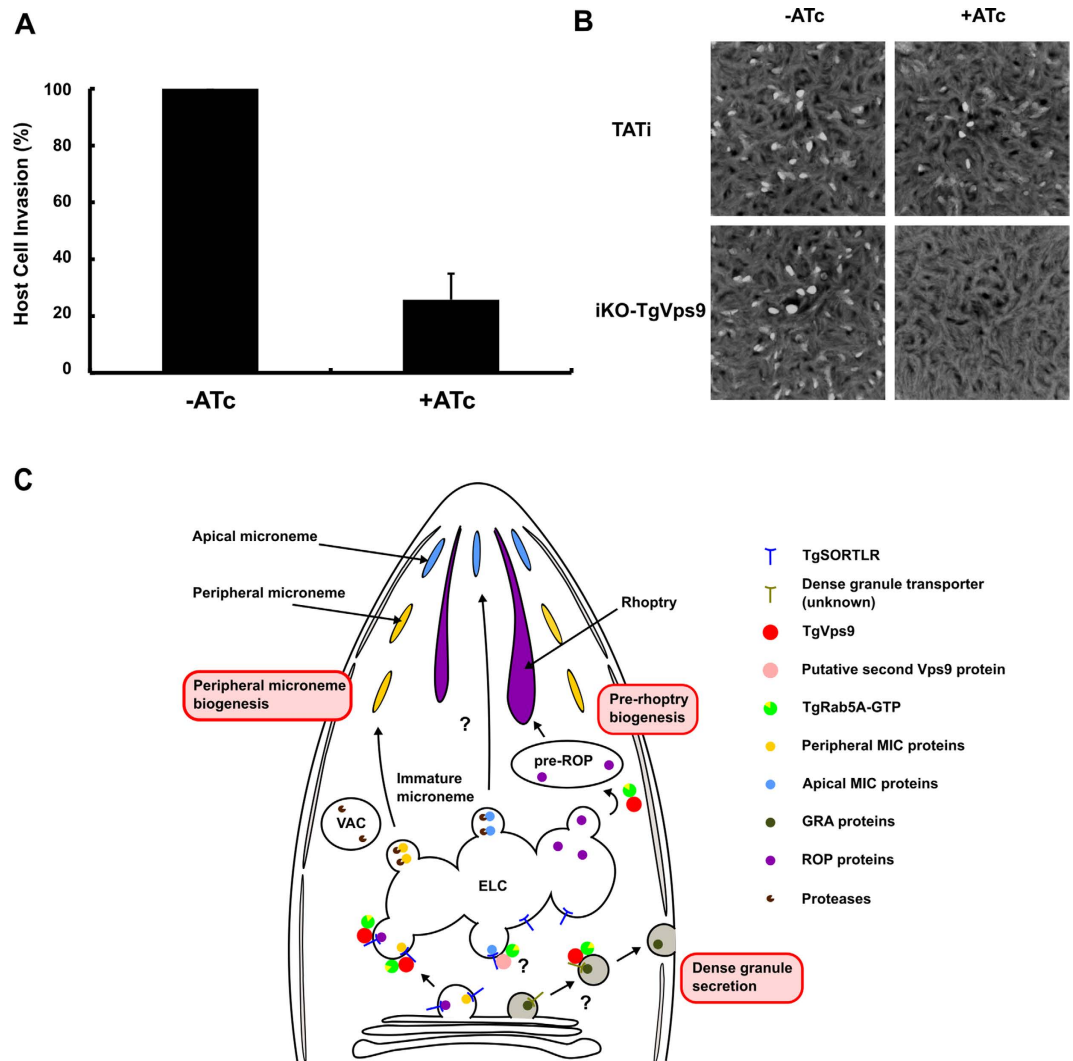 A
Host Cell Invasion (%)
100
80
60
40
20
0
-ATc
+ATc
B
-ATc
+ATc
TATi
iKO-TgVps9
C
Apical microneme
Peripheral microneme
Rhoptry
Peripheral microneme
biogenesis
Pre-rhoptry
biogenesis
?
pre-ROP
Immature
microneme
VAC
ELC
?
?
Dense granule
secretion
TgSORTLR
Dense granule transporter
(unknown)
TgVps9
Putative second Vps9 protein
TgRab5A-GTP
Peripheral MIC proteins
Apical MIC proteins
GRA proteins
ROP proteins
Proteases